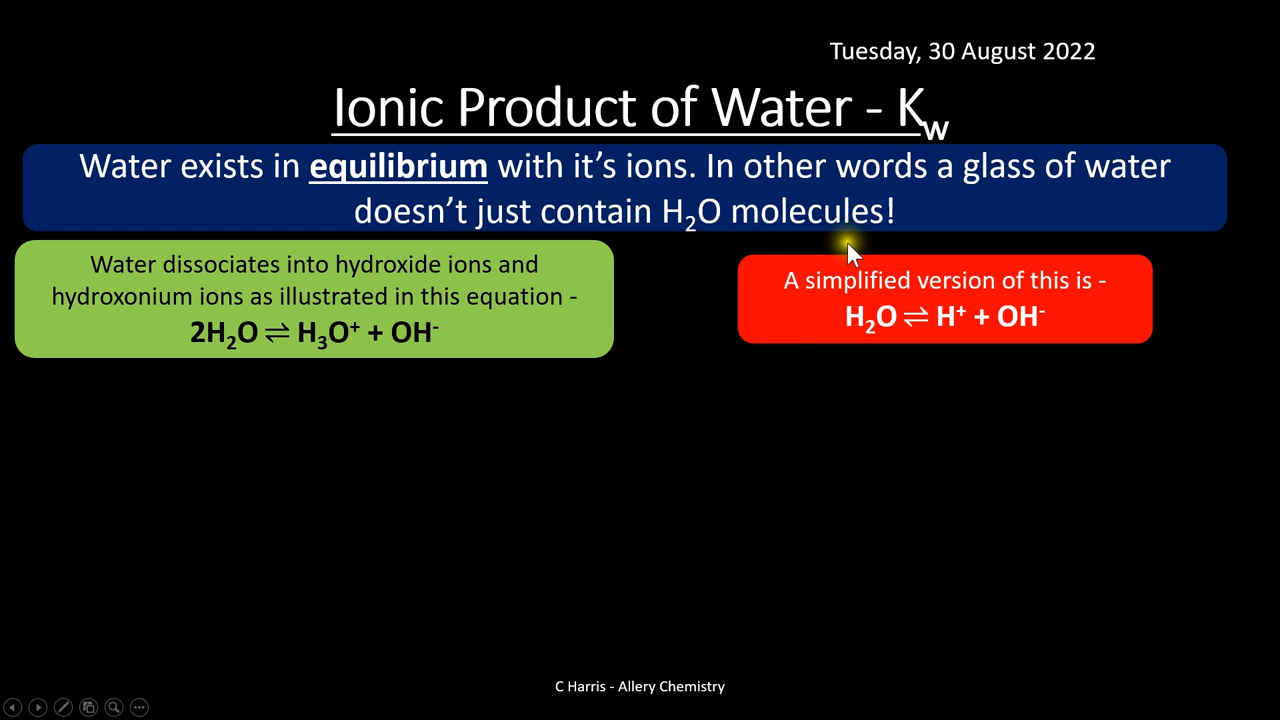 Tuesday, 30 August 2022
Ionic Product of Water - Kw
Water exists in equilibrium with it’s ions. In other words a glass of water
doesn’t just contain H₂O molecules!
Water dissociates into hydroxide ions and
hydroxonium ions as illustrated in this equation -
2H₂O ⇌ H₃O⁺ + OH⁻
A simplified version of this is -
H₂O ⇌ H⁺ + OH⁻
C Harris - Allery Chemistry